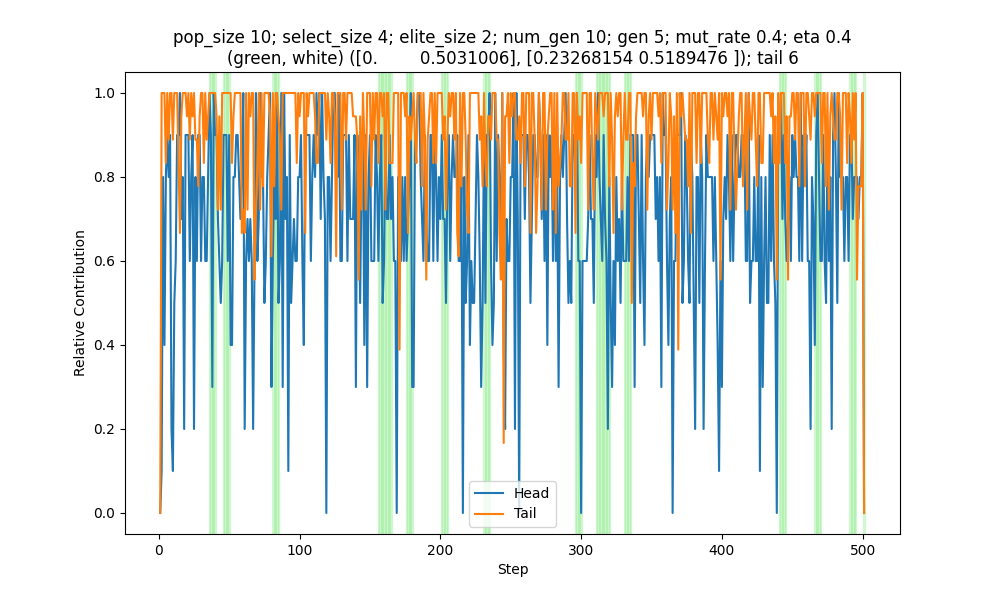 pop_size 10; select_size 4; elite_size 2; num_gen 10; gen 5; mut_rate 0.4; eta 0.4
(green, white) ([0.        0.5031006], [0.23268154 0.5189476 ]); tail 6
1.0
0.8
0.6
0.4
0.2
0.0
Relative Contribution
Head
Tail
0
100
200
300
400
500
Step